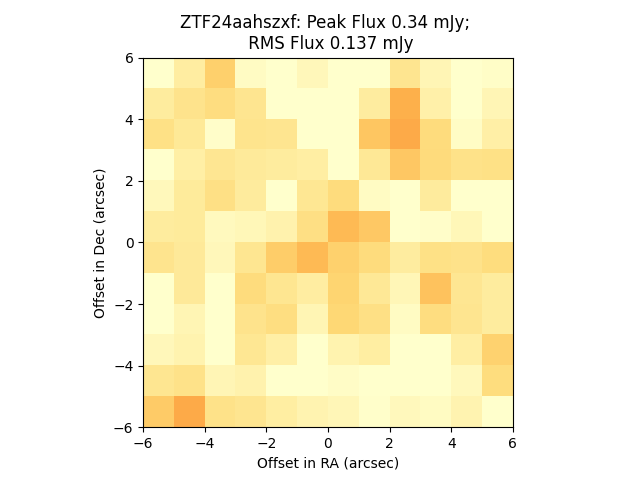 ZTF24aahszxf: Peak Flux 0.34 mJy;
RMS Flux 0.137 mJy
6
4
2
0
−2
−4
−6
Offset in Dec (arcsec)
−6 −4 −2 0 2 4 6
Offset in RA (arcsec)